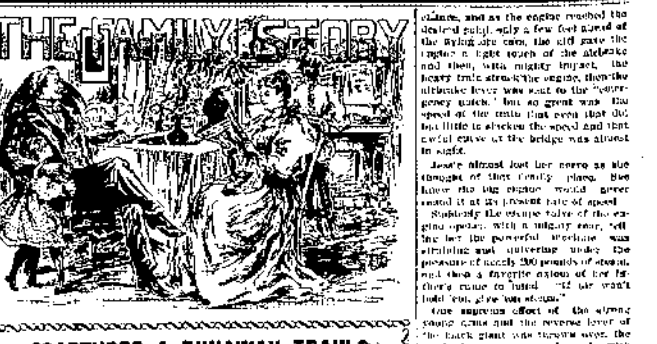 THE FAMILY STORY
CAPTURED A RUNAWAY TRAIN
chance, and as the engine reached the
desired point, only a few feet ahead of
the flying ore cars, the girl gave the
engine a light touch of the airbrake
and then, with mighty impact, the
heavy train struck the engine, then the
airbrake lever was sent to the "emer-
gency notch," but so great was the
speed of the train that even that did
but little to slacken the speed and that
awful curve at the bridge was almost
in sight.
Jessie almost lost her nerve as she
thought of that deadly place. She
knew the big engine would never
round it at its present rate of speed.
Suddenly the escape valve of the en-
gine opened with a mighty roar, tell-
ing her the powerful machine was
straining and quivering under the
pressure of nearly 200 pounds of steam,
and then a favorite axiom of her fa-
ther's came to mind. "If air won't
hold 'em, give 'em steam."
One supreme effort of the strong
young arms and the reverse lever of
the black giant was thrown over, the